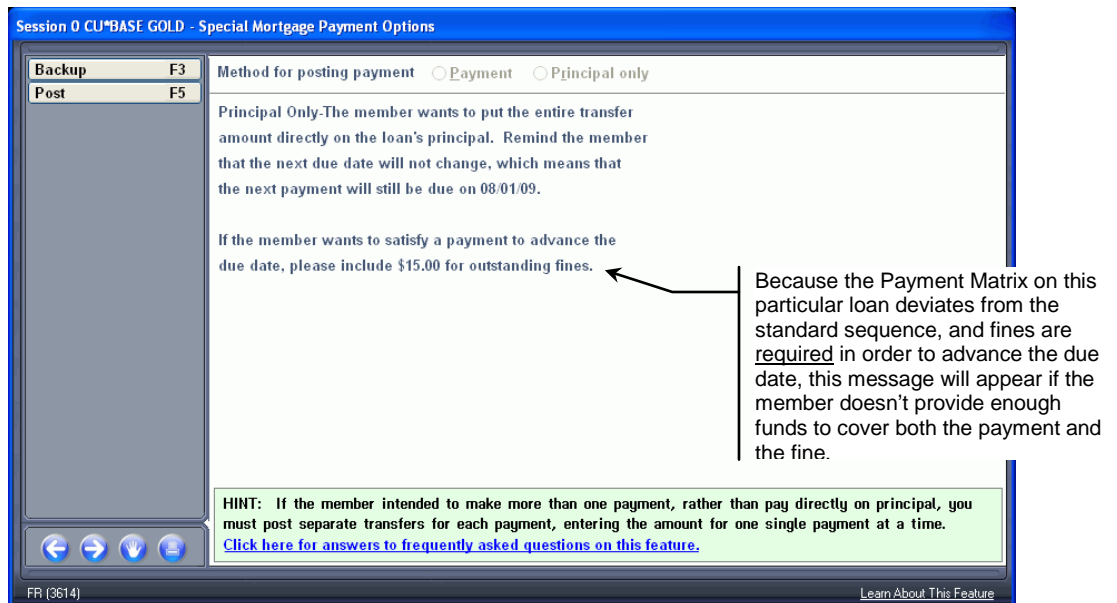 Session 0 CU*BASE GOLD - Special Mortgage Payment Options
Backup F3
Post F5
Method for posting payment Payment Principal only
Principal Only-The member wants to put the entire transfer
amount directly on the loan's principal. Remind the member
that the next due date will not change, which means that
the next payment will still be due on 08/01/09.
If the member wants to satisfy a payment to advance the
due date, please include $15.00 for outstanding fines.
Because the Payment Matrix on this
particular loan deviates from the
standard sequence, and fines are
required in order to advance the due
date, this message will appear if the
member doesn't provide enough
funds to cover both the payment and
the fine.
HINT: If the member intended to make more than one payment, rather than pay directly on principal, you
must post separate transfers for each payment, entering the amount for one single payment at a time.
Click here for answers to frequently asked questions on this feature.
FR (3614)
Learn About This Feature